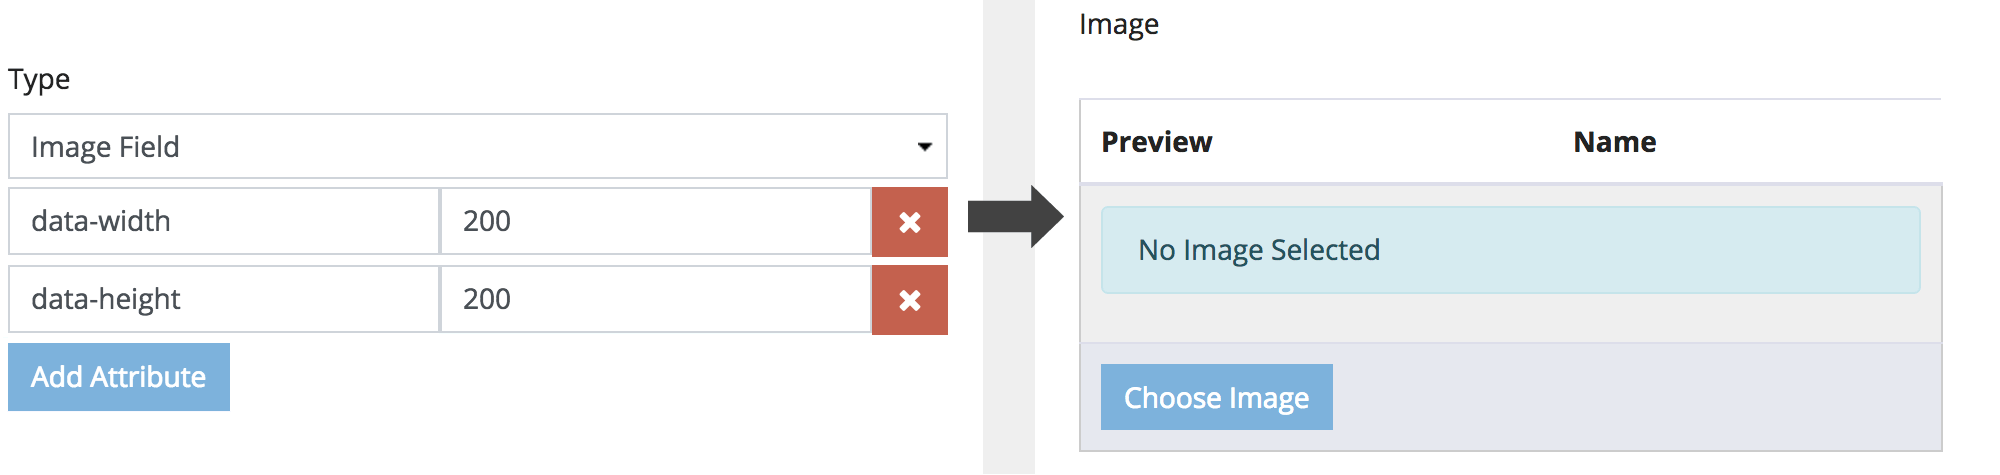 Type
Image Field
data-width 200
data-height 200
Add Attribute
Image
Preview Name
No Image Selected
Choose Image